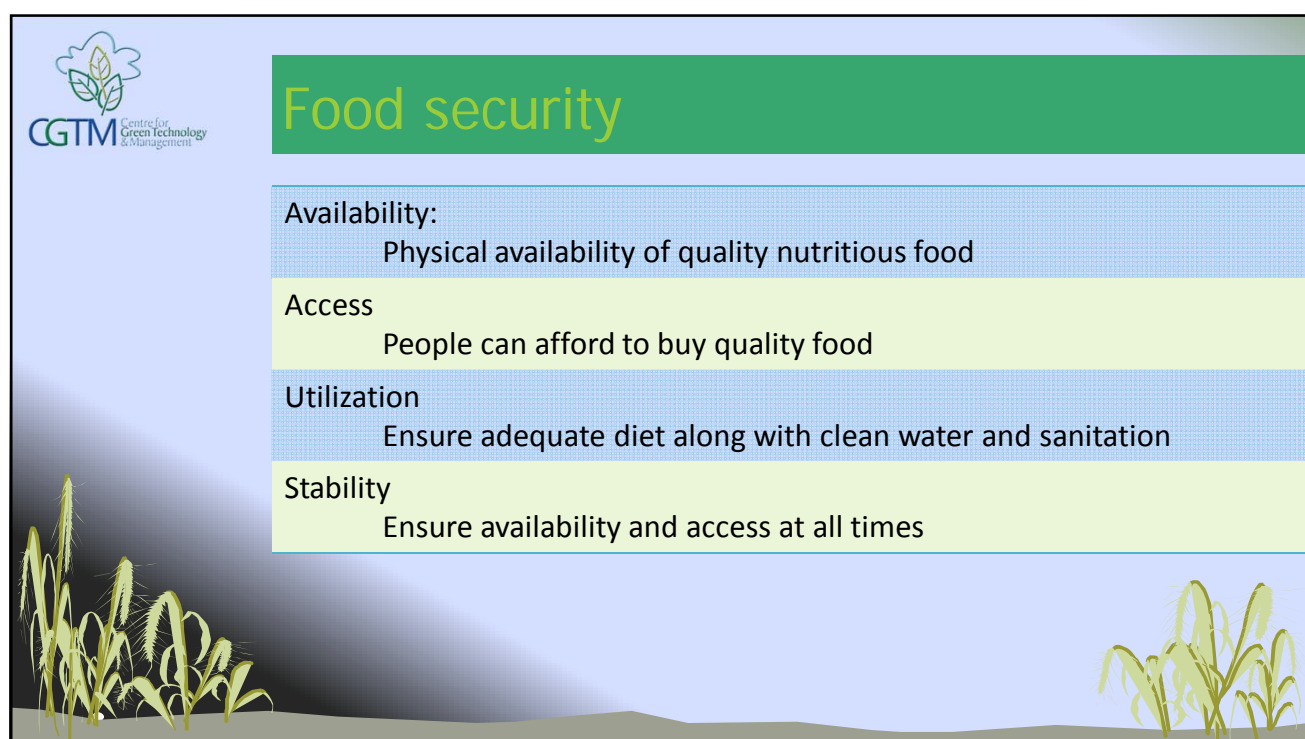 CGTM
Centre for
Green Technology
& Management
Food security
Availability:
Physical availability of quality nutritious food
Access
People can afford to buy quality food
Utilization
Ensure adequate diet along with clean water and sanitation
Stability
Ensure availability and access at all times